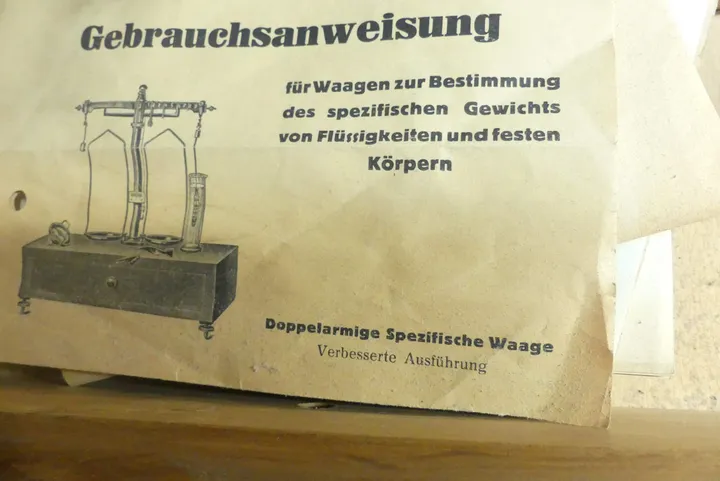 Gebrauchsanweisung
für Waagen zur Bestimmung
des spezifischen Gewichts
von Flüssigkeiten und festen
Körpern
Doppelarmige Spezifische Waage
Verbesserte Ausführung